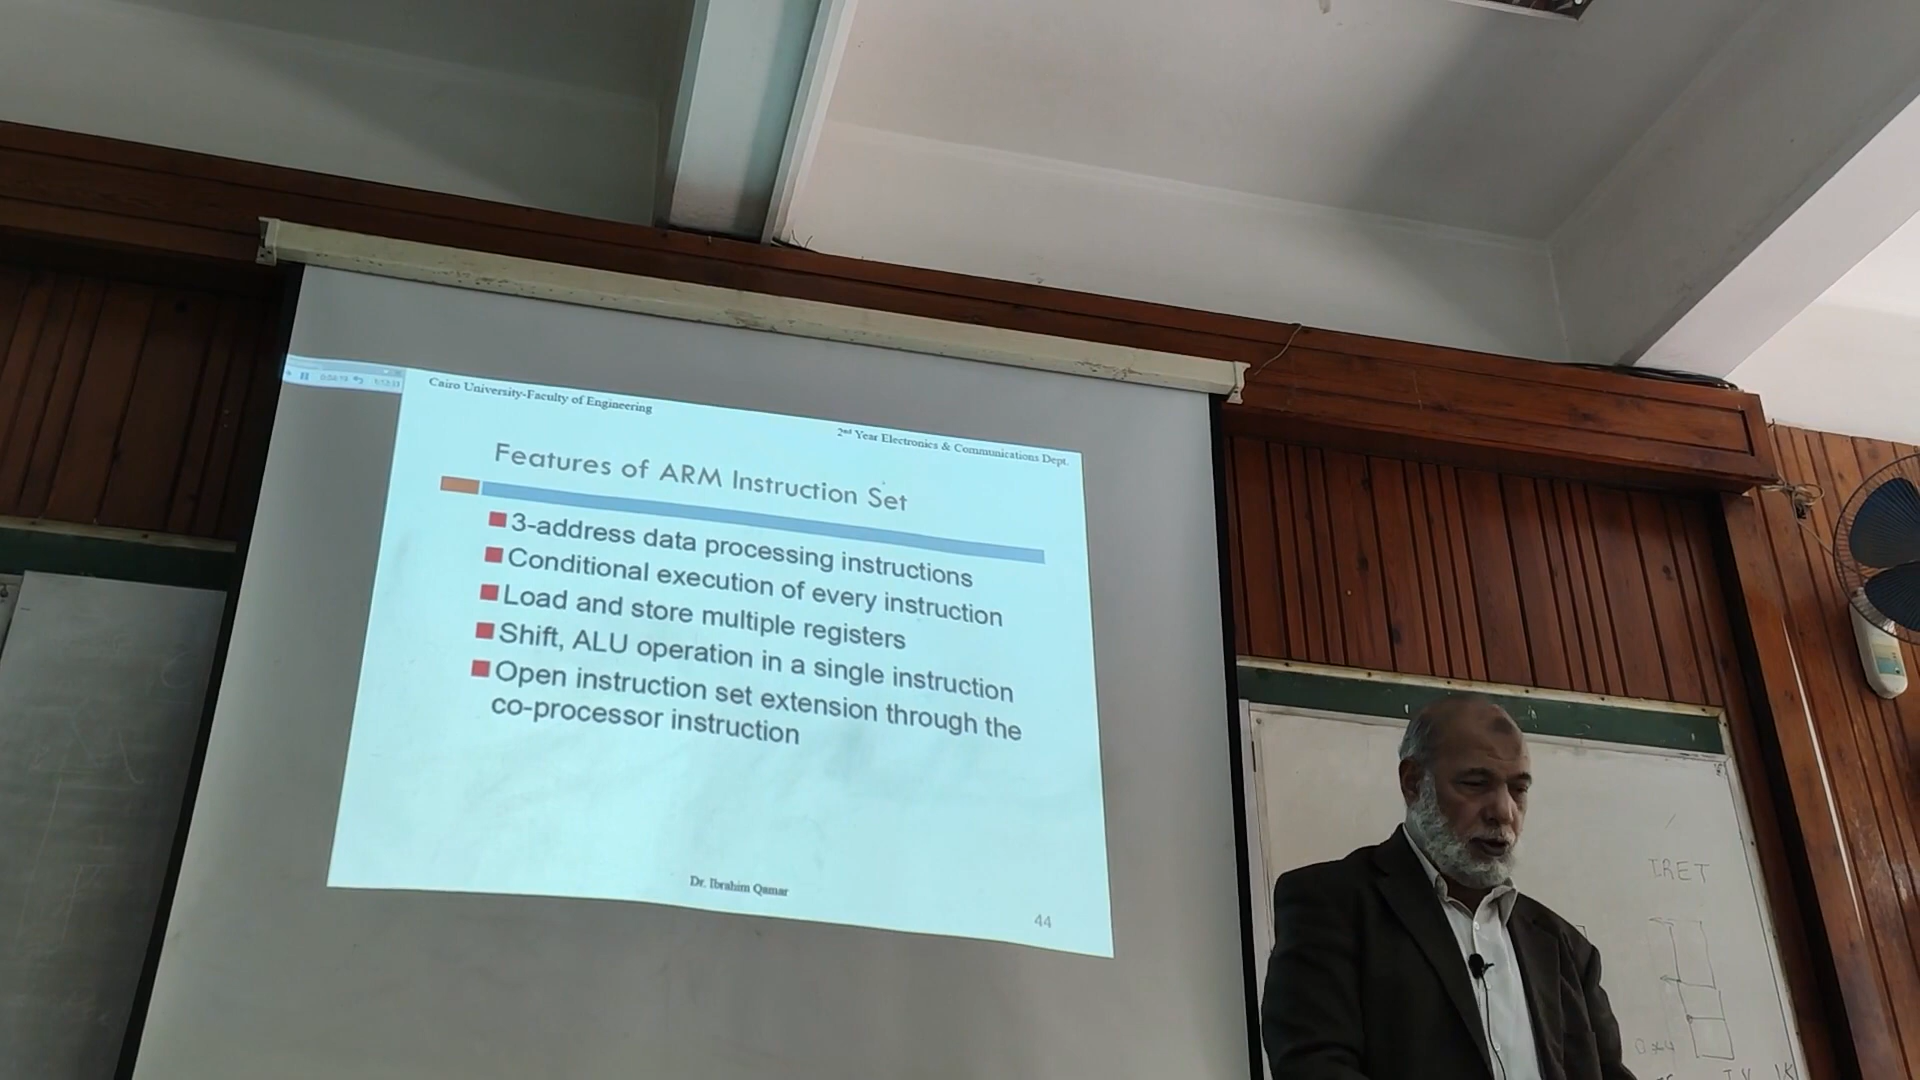 Cairo University-Faculty of Engineering
2nd Year Electronics & Communications Dept.
Features of ARM Instruction Set
3-address data processing instructions
Conditional execution of every instruction
Load and store multiple registers
Shift, ALU operation in a single instruction
Open instruction set extension through the
co-processor instruction
Dr. Ibrahim Qamar
44
IRET